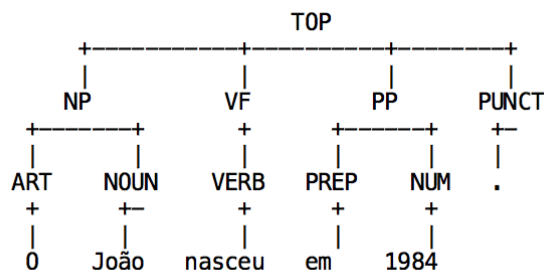 TOP
NP VF PP PUNCT
ART NOUN VERB PREP NUM .
O João nasceu em 1984